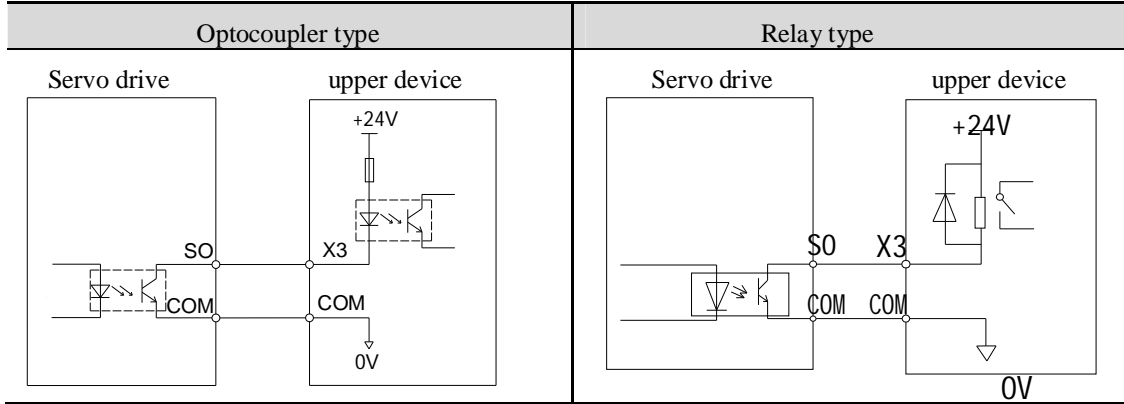 Optocoupler type
Relay type
Servo drive
upper device
+24V
SO
X3
COM
COM
0V
Servo drive
upper device
+24V
SO
X3
COM
COM
0V